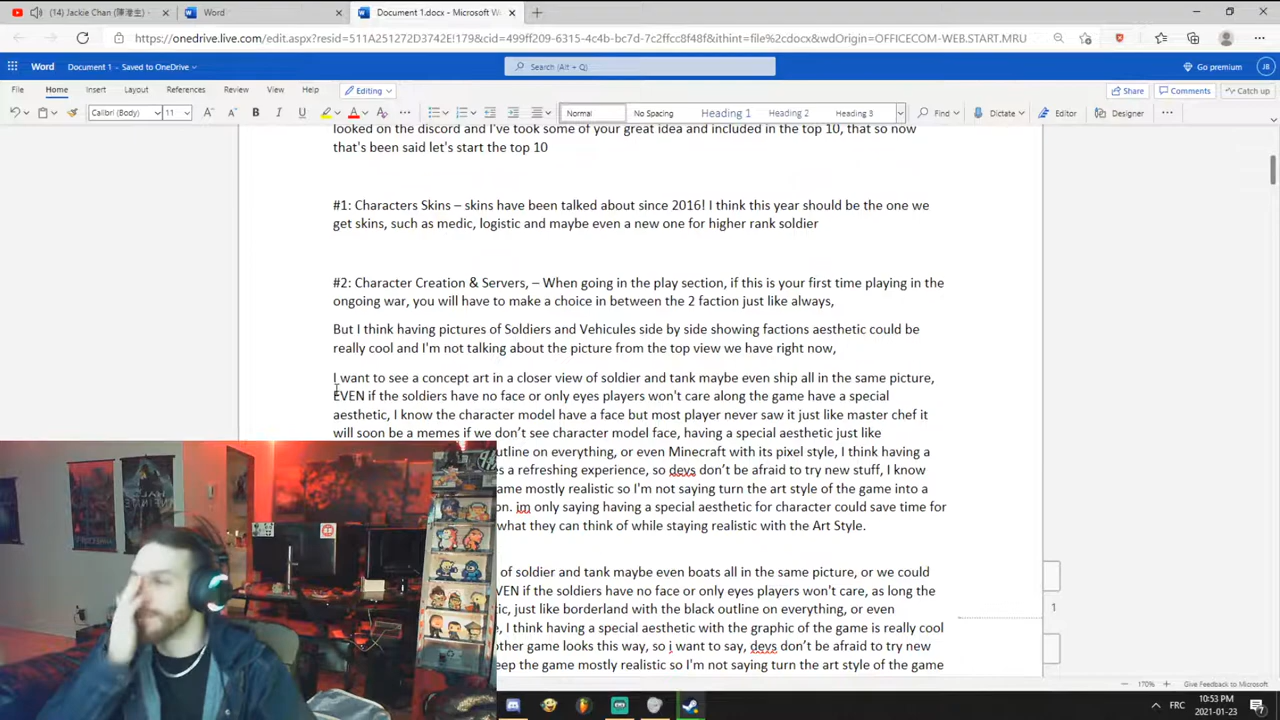 (14) Jackie Chan (陳港生) -
Word
Document 1.docx - Microsoft W
https://onedrive.live.com/edit.aspx?resid=511A251272D3742E!179&cid=499ff209-6315-4c4b-bc7d-7c2ffcc8f48f&ithint=file%2cdocx&wdOrigin=OFFICECOM-WEB.START.MRU
Word Document 1 - Saved to OneDrive
Search (Alt + Q)
Go premium JB
File Home Insert Layout References Review View Help Editing
Share Comments Catch up
Calibri (Body) 11 B I U A
Normal No Spacing Heading 1 Heading 2 Heading 3
Find Dictate Editor Designer
looked on the discord and I've took some of your great idea and included in the top 10, that so now
that's been said let's start the top 10
#1: Characters Skins – skins have been talked about since 2016! I think this year should be the one we
get skins, such as medic, logistic and maybe even a new one for higher rank soldier
#2: Character Creation & Servers, – When going in the play section, if this is your first time playing in the
ongoing war, you will have to make a choice in between the 2 faction just like always,
But I think having pictures of Soldiers and Vehicules side by side showing factions aesthetic could be
really cool and I'm not talking about the picture from the top view we have right now,
I want to see a concept art in a closer view of soldier and tank maybe even ship all in the same picture,
EVEN if the soldiers have no face or only eyes players won't care along the game have a special
aesthetic, I know the character model have a face but most player never saw it just like master chef it
will soon be a memes if we don't see character model face, having a special aesthetic just like
outline on everything, or even Minecraft with its pixel style, I think having a
es a refreshing experience, so devs don't be afraid to try new stuff, I know
ame mostly realistic so I'm not saying turn the art style of the game into a
on. im only saying having a special aesthetic for character could save time for
what they can think of while staying realistic with the Art Style.
of soldier and tank maybe even boats all in the same picture, or we could
VEN if the soldiers have no face or only eyes players won't care, as long the
ic, just like borderland with the black outline on everything, or even
e, I think having a special aesthetic with the graphic of the game is really cool
other game looks this way, so i want to say, devs don't be afraid to try new
eep the game mostly realistic so I'm not saying turn the art style of the game
1
170% Give Feedback to Microsoft
FRC
10:53 PM
2021-01-23